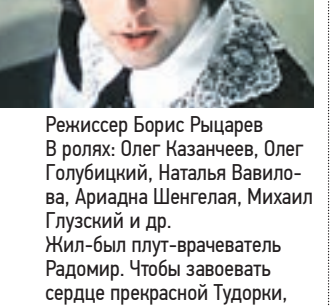 Режиссер Борис Рыцарев
В ролях: Олег Казанчеев, Олег
Голубицкий, Наталья Вавило-
ва, Ариадна Шенгелая, Михаил
Глузский и др.
Жил-был плут-врачеватель
Радомир. Чтобы завоевать
сердце прекрасной Тудорки,